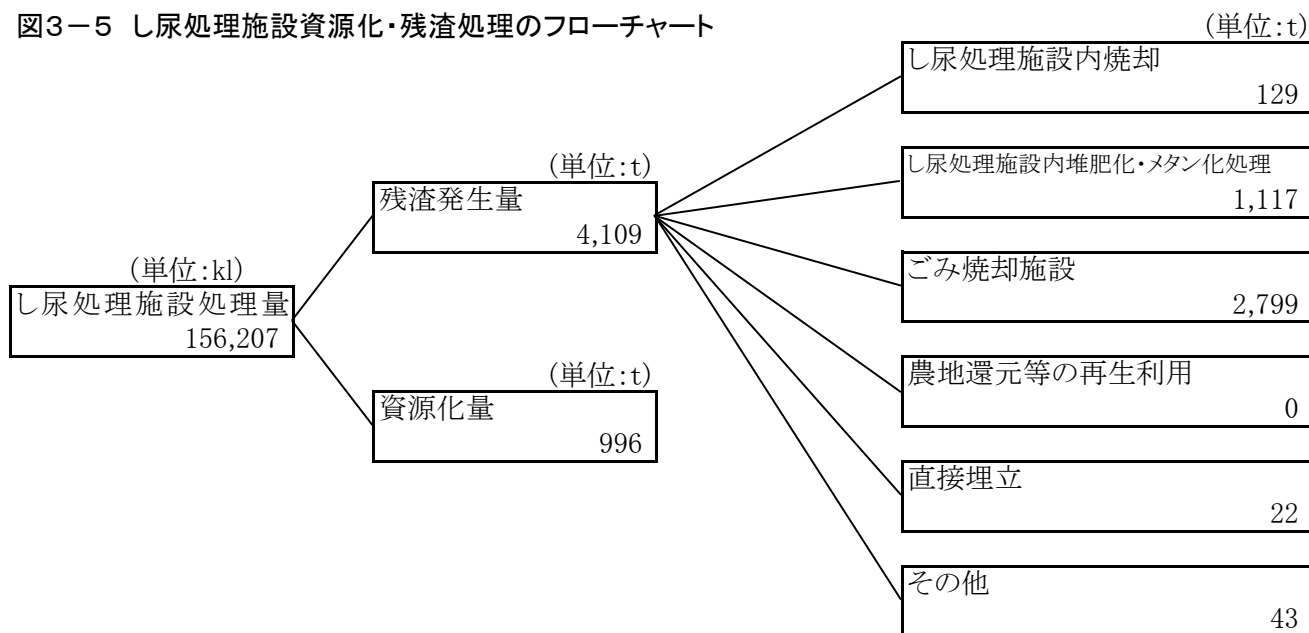 図3-5 し尿処理施設資源化・残渣処理のフローチャート
(単位:kl)
し尿処理施設処理量
156,207
(単位:t)
残渣発生量
4,109
(単位:t)
資源化量
996
(単位:t)
し尿処理施設内焼却
129
し尿処理施設内堆肥化・メタン化処理
1,117
ごみ焼却施設
2,799
農地還元等の再生利用
0
直接埋立
22
その他
43